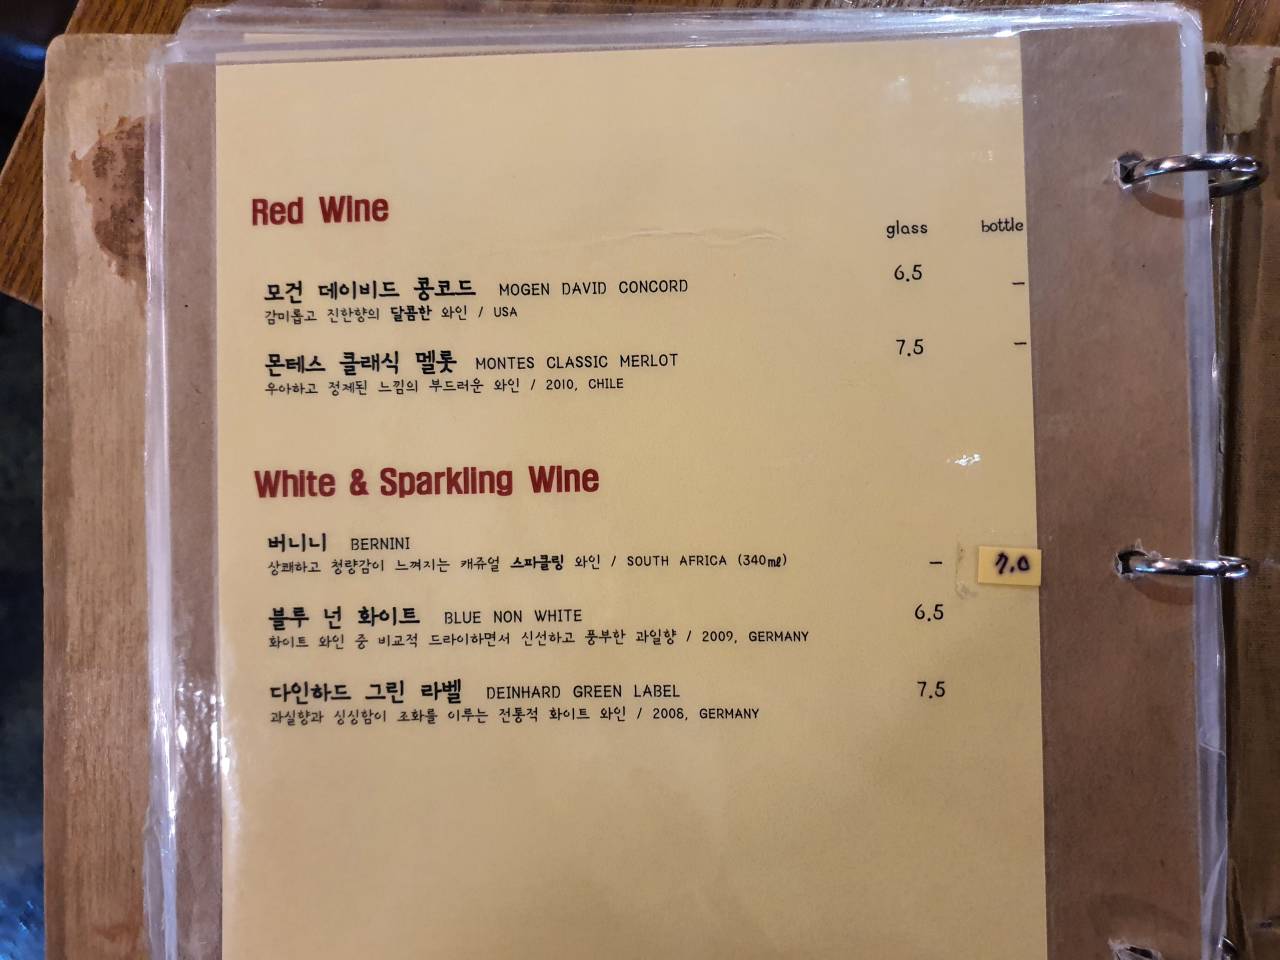 Red Wine
glass bottle
모건 데이비드 콩코드 MOGEN DAVID CONCORD 6.5 –
감미롭고 진한향의 달콤한 와인 / USA
몬테스 클래식 멜롯 MONTES CLASSIC MERLOT 7.5 –
우아하고 정제된 느낌의 부드러운 와인 / 2010, CHILE
White & Sparkling Wine
버니니 BERNINI
상쾌하고 청량감이 느껴지는 캐쥬얼 스파클링 와인 / SOUTH AFRICA (340㎖) – 7.0
블루 넌 화이트 BLUE NON WHITE 6.5
화이트 와인 중 비교적 드라이하면서 신선하고 풍부한 과일향 / 2009, GERMANY
다인하드 그린 라벨 DEINHARD GREEN LABEL 7.5
과실향과 싱싱함이 조화를 이루는 전통적 화이트 와인 / 2008, GERMANY